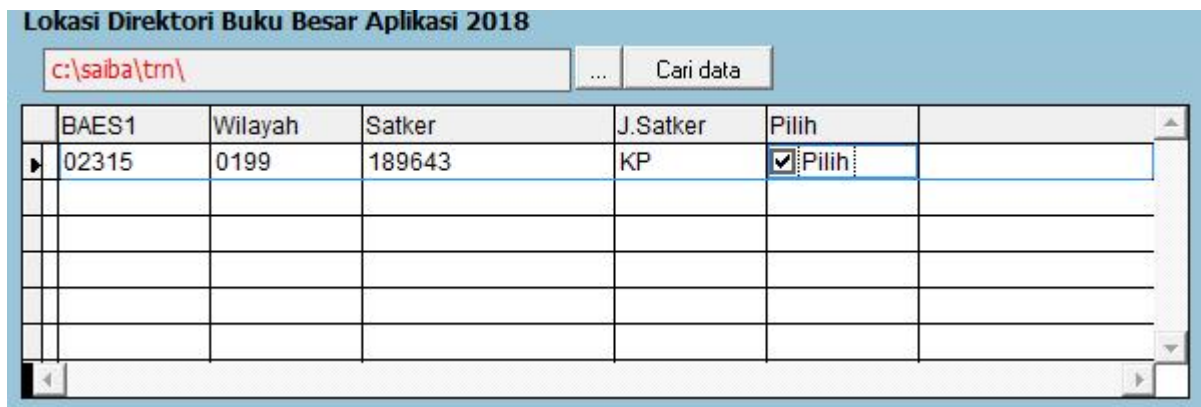 Lokasi Direktori Buku Besar Aplikasi 2018
c:\saiba\trn\ ... Cari data
BAES1 Wilayah Satker J.Satker Pilih
02315 0199 189643 KP Pilih